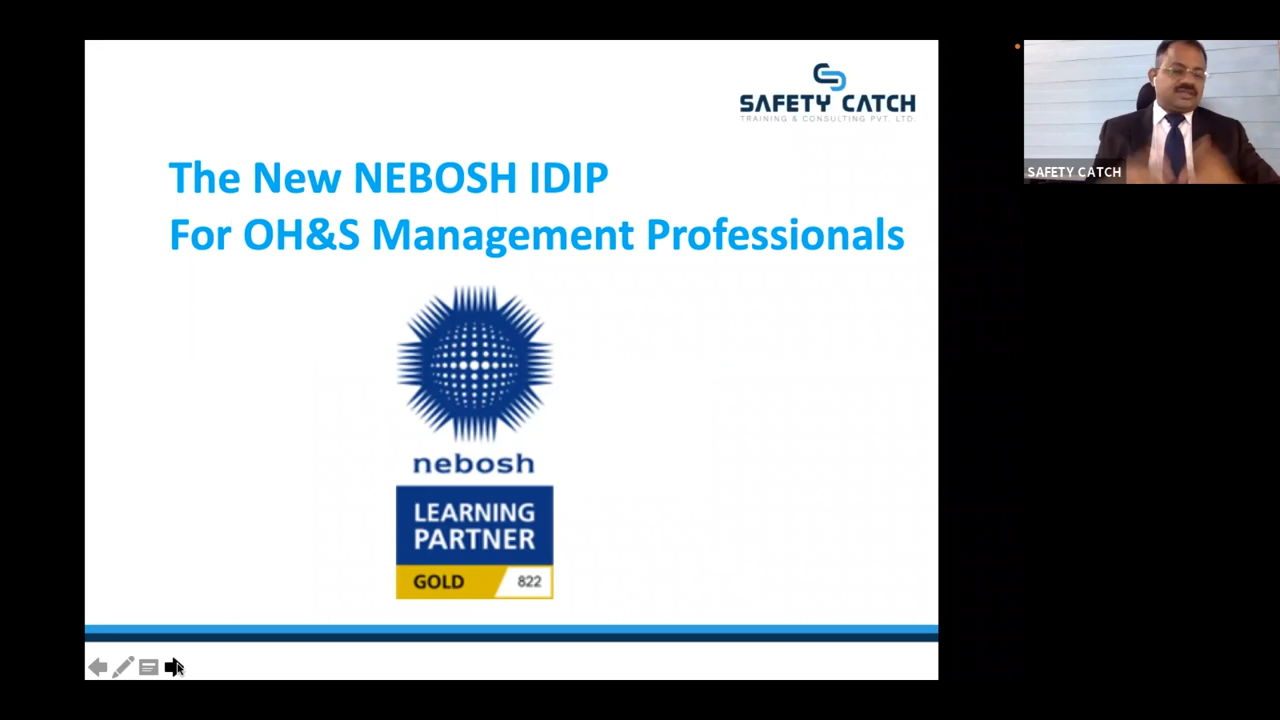 SAFETY CATCH
TRAINING & CONSULTING PVT. LTD.
The New NEBOSH IDIP
For OH&S Management Professionals
nebosh
LEARNING
PARTNER
GOLD 822
SAFETY CATCH